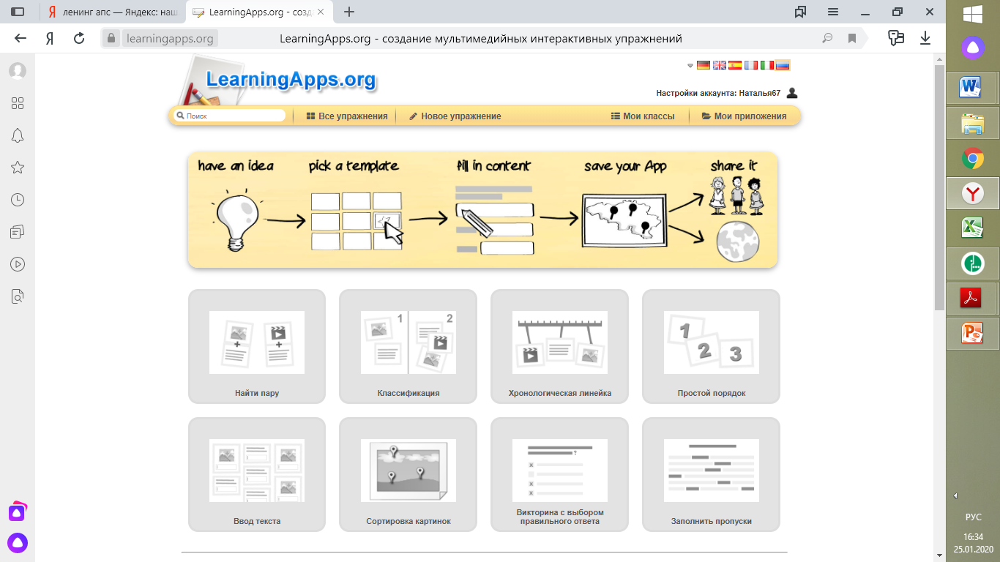 ленинг апс — Яндекс: наш
LearningApps.org - созд
learningapps.org
LearningApps.org - создание мультимедийных интерактивных упражнений
LearningApps.org
Настройки аккаунта: Наталья67
Поиск
Все упражнения
Новое упражнение
Мои классы
Мои приложения
have an idea
pick a template
fill in content
save your App
share it
1 2
1
2
3
Найти пару
Классификация
Хронологическая линейка
Простой порядок
Ввод текста
Сортировка картинок
Викторина с выбором
правильного ответа
Заполнить пропуски
РУС
16:34
25.01.2020